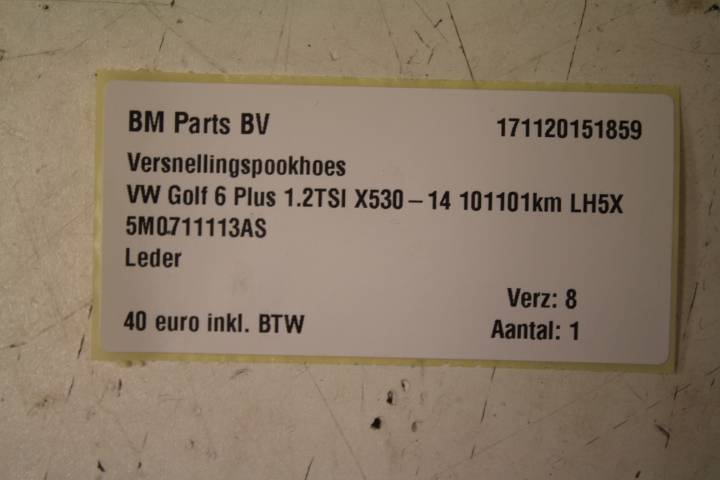 BM Parts BV 171120151859
Versnellingspookhoes
VW Golf 6 Plus 1.2TSI X530-14 101101km LH5X
5M0711113AS
Leder
Verz: 8
40 euro inkl. BTW Aantal: 1